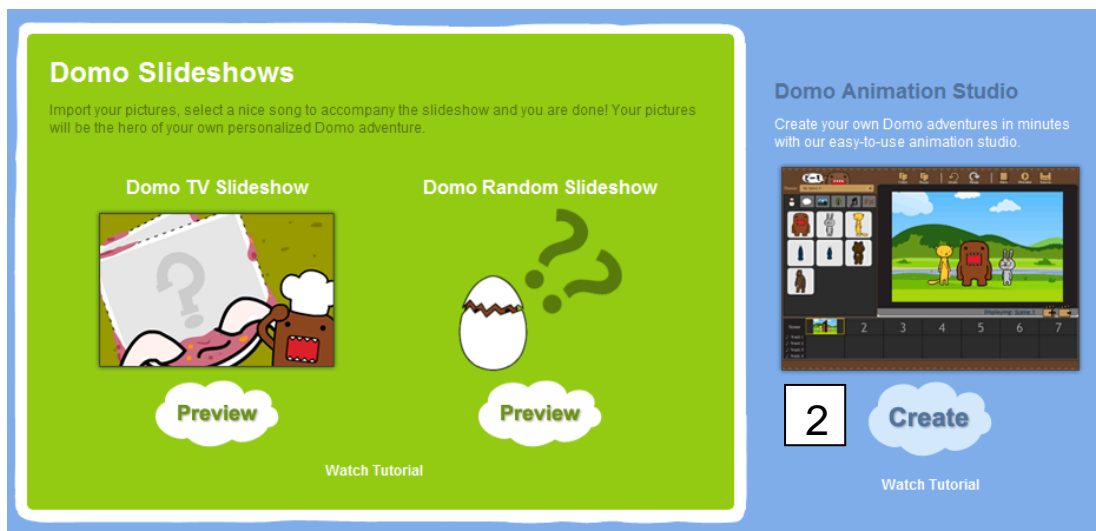 Domo Slideshows
Import your pictures, select a nice song to accompany the slideshow and you are done! Your pictures
will be the hero of your own personalized Domo adventure.
Domo TV Slideshow
Domo Random Slideshow
Preview
Preview
Watch Tutorial
Domo Animation Studio
Create your own Domo adventures in minutes
with our easy-to-use animation studio.
2 3 4 5 6 7
2
Create
Watch Tutorial